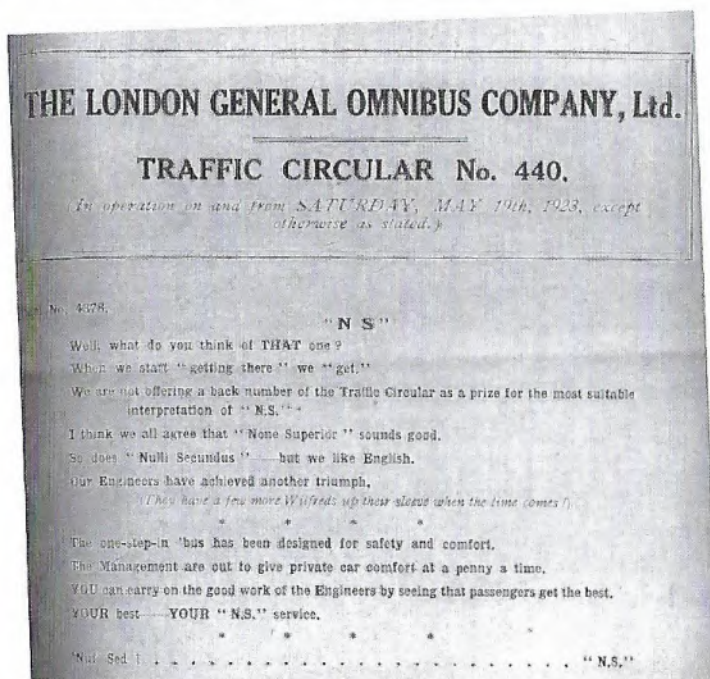 THE LONDON GENERAL OMNIBUS COMPANY, Ltd.
TRAFFIC CIRCULAR No. 440.
(In operation on and from SATURDAY, MAY 19th, 1923, except
otherwise as stated.)
No. 4378.
"N S"
Well, what do you think of THAT one?
When we start "getting there" we "get."
We are not offering a back number of the Traffic Circular as a prize for the most suitable
interpretation of "N.S."
I think we all agree that "None Superior" sounds good.
So does "Nulli Secundus"—but we like English.
Our Engineers have achieved another triumph.
(They have a few more Wilfreds up their sleeve when the time comes!)
* * * *
The one-step-in 'bus has been designed for safety and comfort.
The Management are out to give private car comfort at a penny a time.
YOU can carry on the good work of the Engineers by seeing that passengers get the best.
YOUR best—YOUR "N.S." service.
* * * *
'Nuf Sed ! . . . . . . . . . . . . . . . . . . . . . . . . . . "N.S."